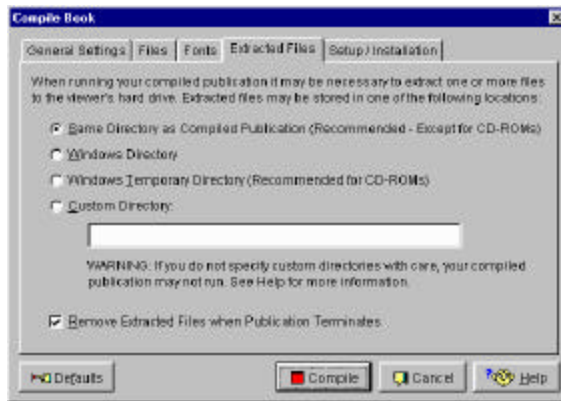 Compile Book
General Settings Files Fonts Extracted Files Setup / Installation
When running your compiled publication it may be necessary to extract one or more files
to the viewer's hard drive. Extracted files may be stored in one of the following locations:
Same Directory as Compiled Publication (Recommended - Except for CD-ROMs)
Windows Directory
Windows Temporary Directory (Recommended for CD-ROMs)
Custom Directory:
WARNING: If you do not specify custom directories with care, your compiled
publication may not run. See Help for more information.
Remove Extracted Files when Publication Terminates
Defaults Compile Cancel Help